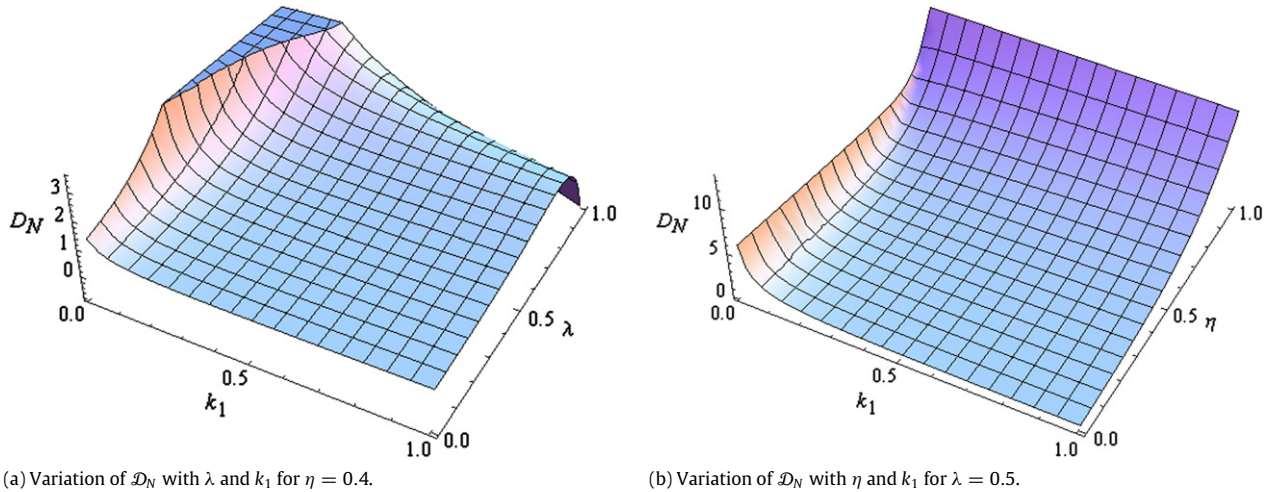 3
2
1
0
D_N
0.0
0.5
k_1
1.0
0.0
0.5
λ
1.0
10
5
0
D_N
0.0
0.5
k_1
1.0
0.0
0.5
η
1.0
(a) Variation of 𝒟_N with λ and k_1 for η = 0.4.
(b) Variation of 𝒟_N with η and k_1 for λ = 0.5.